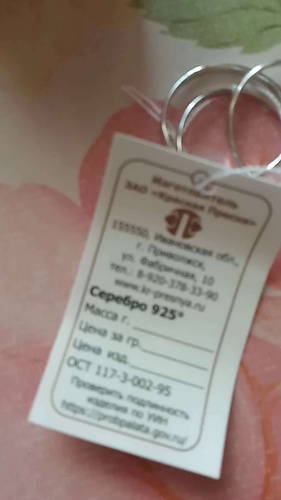 Изготовитель
ЗАО «Красная Пресня»
155550, Ивановская обл.,
г. Приволжск,
ул. Фабричная, 10
тел.: 8-920-378-33-90
www.kr-presnya.ru
Серебро 925*
Масса г.
Цена за гр.
Цена изд.
ОСТ 117-3-002-95
Проверить подлинность
изделия по УИН
https://probpalata.gov.ru/